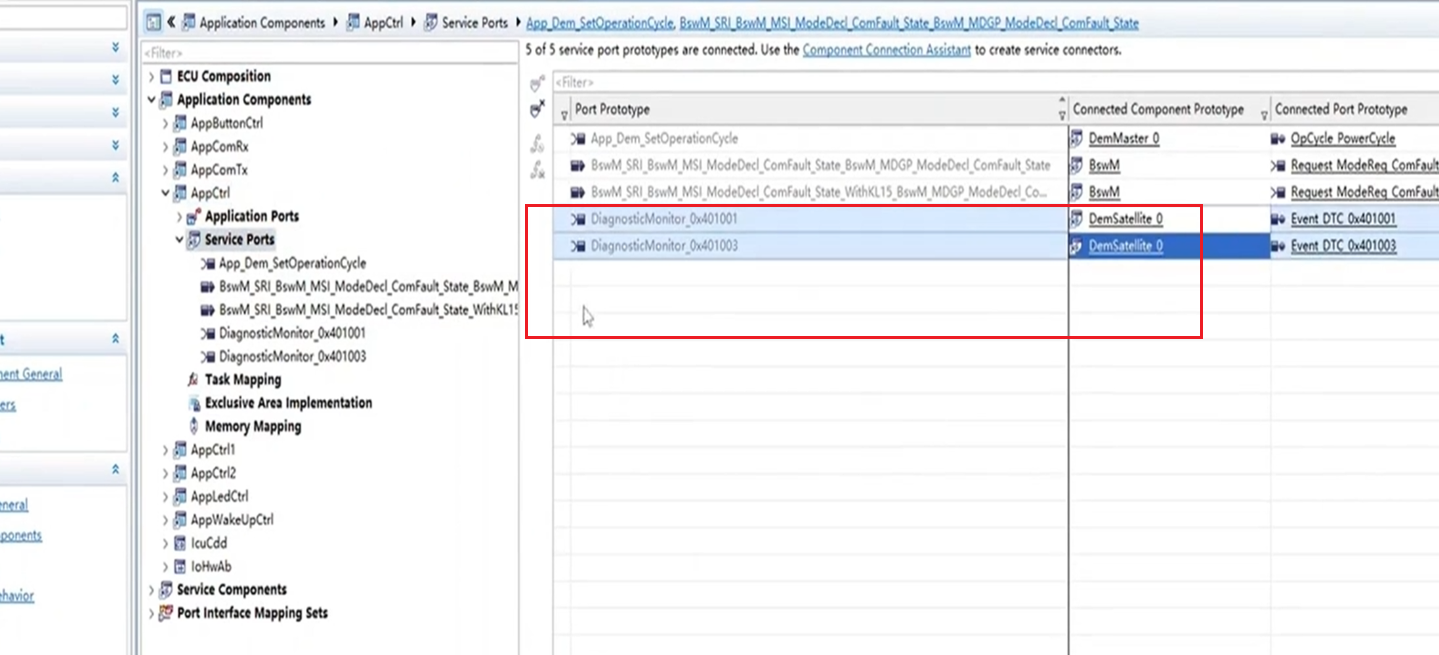 Application Components AppCtrl Service Ports App_Dem_SetOperationCycle, BswM_SRI_BswM_MSI_ModeDecl_ComFault_State_BswM_MDGP_ModeDecl_ComFault_State
<Filter>
5 of 5 service port prototypes are connected. Use the Component Connection Assistant to create service connectors.
ECU Composition
Application Components
AppButtonCtrl
AppComRx
AppComTx
AppCtrl
Application Ports
Service Ports
App_Dem_SetOperationCycle
BswM_SRI_BswM_MSI_ModeDecl_ComFault_State_BswM_M
BswM_SRI_BswM_MSI_ModeDecl_ComFault_State_WithKL15
DiagnosticMonitor_0x401001
DiagnosticMonitor_0x401003
Task Mapping
Exclusive Area Implementation
Memory Mapping
AppCtrl1
AppCtrl2
AppLedCtrl
AppWakeUpCtrl
IcuCdd
IoHwAb
Service Components
Port Interface Mapping Sets
<Filter>
Port Prototype Connected Component Prototype Connected Port Prototype
App_Dem_SetOperationCycle DemMaster 0 OpCycle PowerCycle
BswM_SRI_BswM_MSI_ModeDecl_ComFault_State_BswM_MDGP_ModeDecl_ComFault_State BswM Request ModeReq ComFault
BswM_SRI_BswM_MSI_ModeDecl_ComFault_State_WithKL15_BswM_MDGP_ModeDecl_Co... BswM Request ModeReq ComFault
DiagnosticMonitor_0x401001 DemSatellite 0 Event DTC 0x401001
DiagnosticMonitor_0x401003 DemSatellite 0 Event DTC 0x401003
t
nent General
ers
eneral
ponents
ehavior